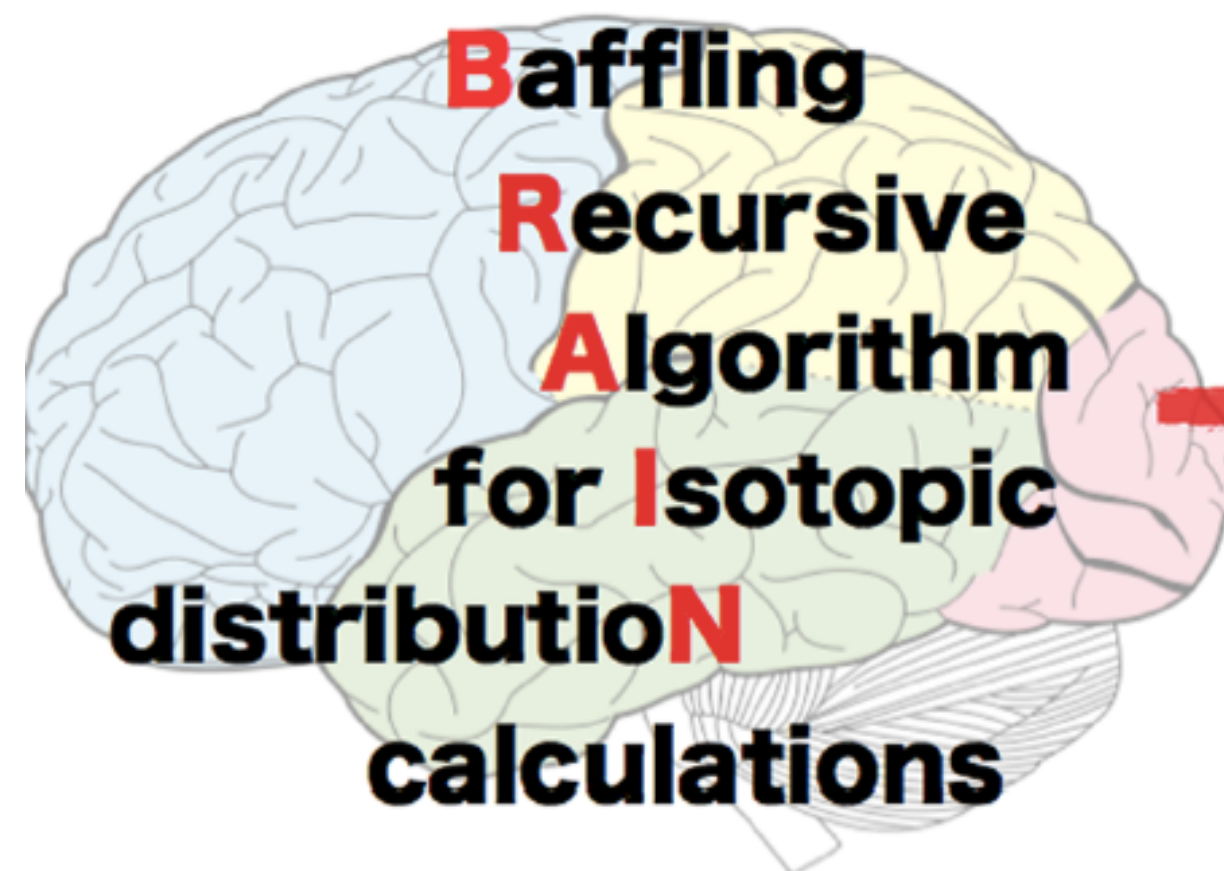 Baffling
Recursive
Algorithm
for Isotopic
distributioN
calculations